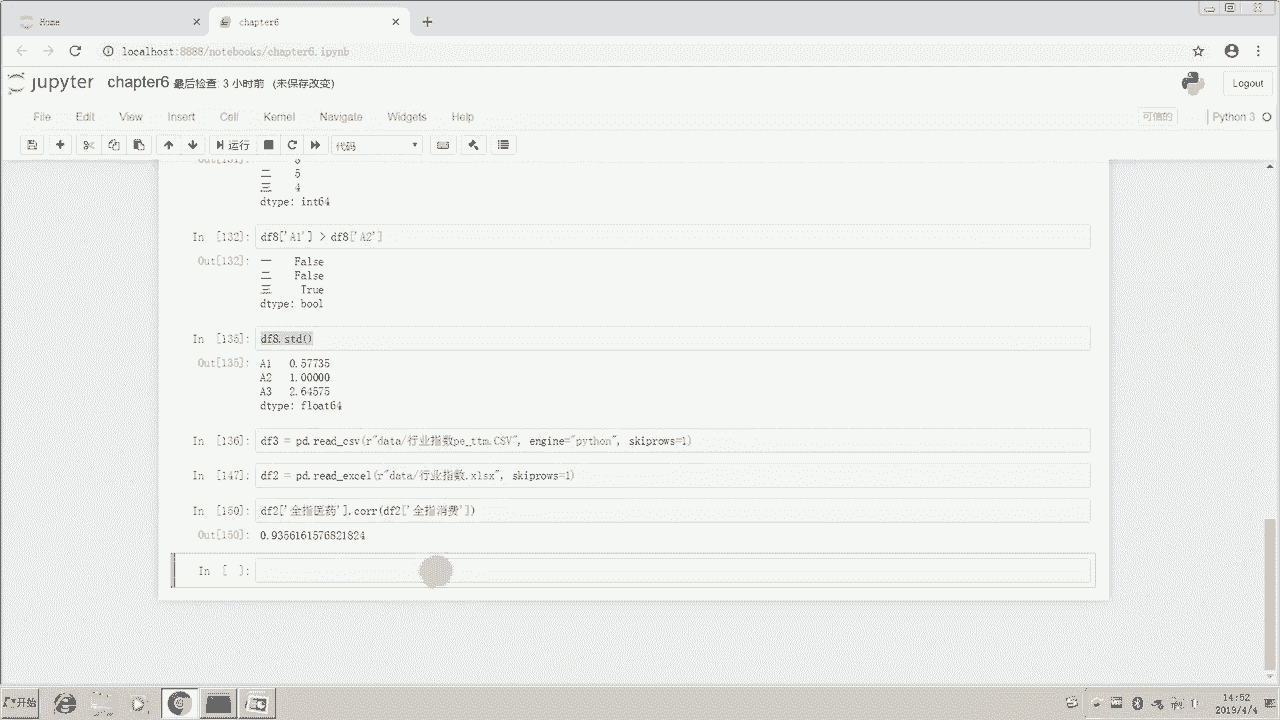 Home
chapter6
localhost:8888/notebooks/chapter6.ipynb
jupyter chapter6 最后检查: 3 小时前 (未保存改变)
Logout
File Edit View Insert Cell Kernel Navigate Widgets Help
可信的 Python 3
运行 代码
Out[131]:
二 5
三 4
dtype: int64
In [132]: df8['A1'] > df8['A2']
Out[132]: 一 False
二 False
三 True
dtype: bool
In [135]: df8.std()
Out[135]: A1 0.57735
A2 1.00000
A3 2.64575
dtype: float64
In [136]: df3 = pd.read_csv(r"data/行业指数pe_ttm.CSV", engine="python", skiprows=1)
In [147]: df2 = pd.read_excel(r"data/行业指数.xlsx", skiprows=1)
In [150]: df2['全指医药'].corr(df2['全指消费'])
Out[150]: 0.9356161576821824
In [ ]:
开始
14:52
2019/4/4